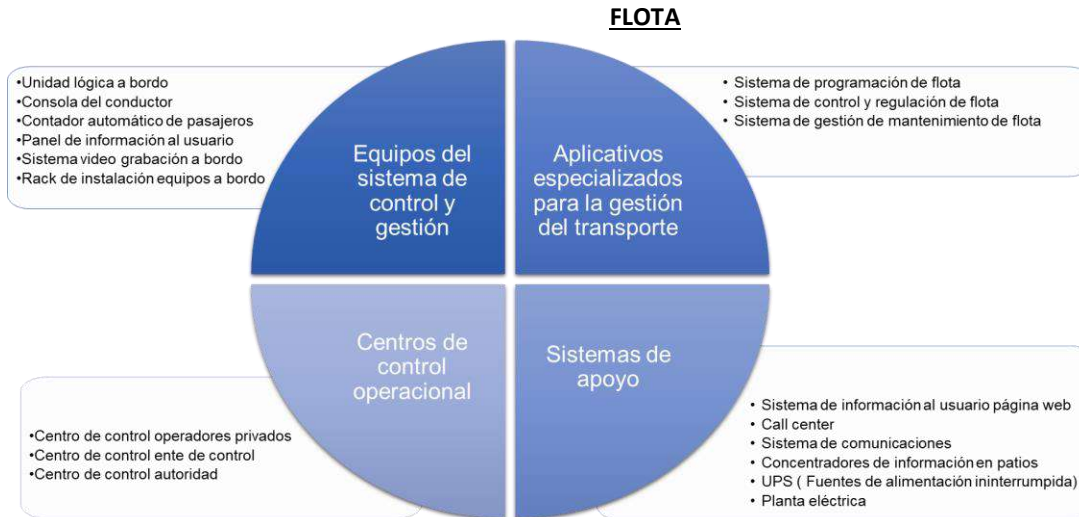 FLOTA
•Unidad lógica a bordo
•Consola del conductor
•Contador automático de pasajeros
•Panel de información al usuario
•Sistema video grabación a bordo
•Rack de instalación equipos a bordo
Equipos del
sistema de
control y
gestión
Aplicativos
especializados
para la gestión
del transporte
• Sistema de programación de flota
• Sistema de control y regulación de flota
• Sistema de gestión de mantenimiento de flota
•Centro de control operadores privados
•Centro de control ente de control
•Centro de control autoridad
Centros de
control
operacional
Sistemas de
apoyo
• Sistema de información al usuario página web
• Call center
• Sistema de comunicaciones
• Concentradores de información en patios
• UPS ( Fuentes de alimentación ininterrumpida)
• Planta eléctrica